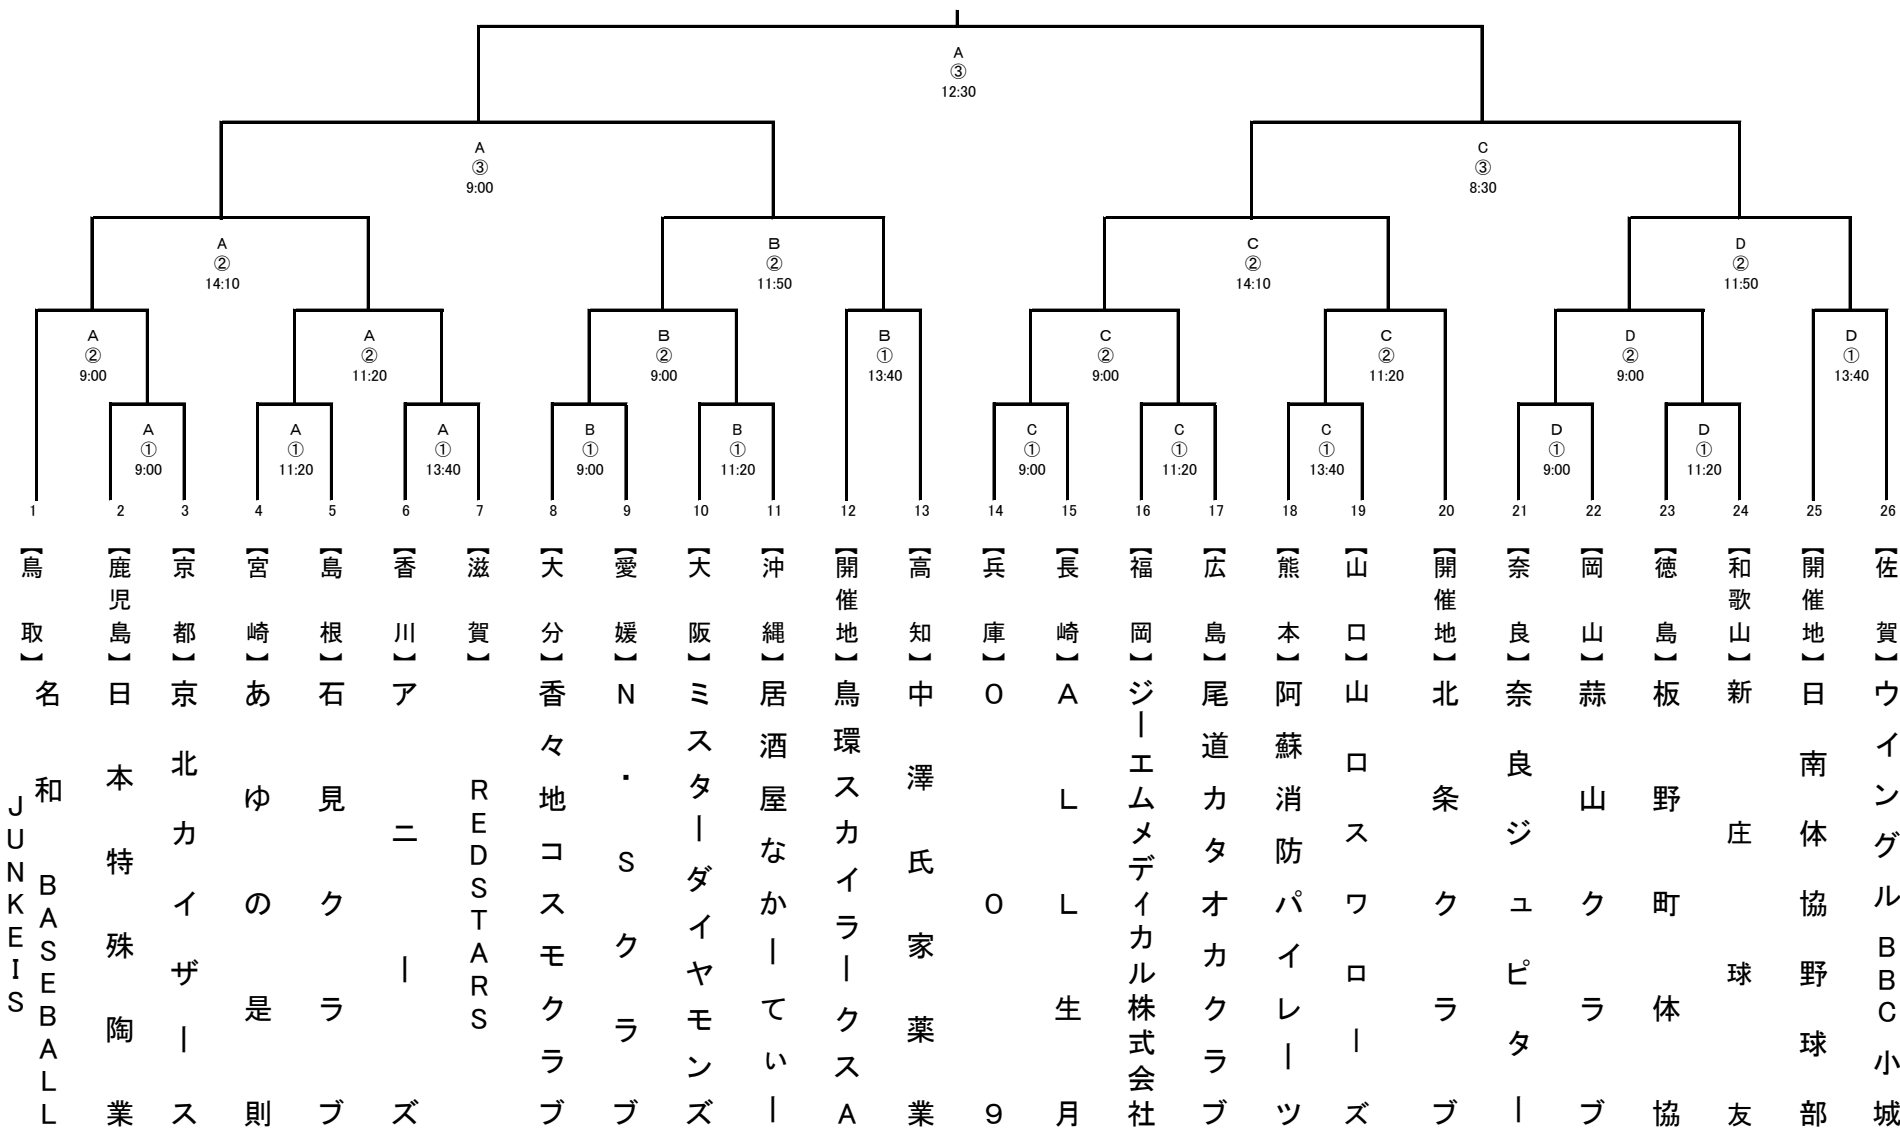 A
③
12:30
A
③
9:00
C
③
8:30
A
②
14:10
B
②
11:50
C
②
14:10
D
②
11:50
A
②
9:00
A
②
11:20
B
②
9:00
B
①
13:40
C
②
9:00
C
②
11:20
D
②
9:00
D
①
13:40
A
①
9:00
A
①
11:20
A
①
13:40
B
①
9:00
B
①
11:20
C
①
9:00
C
①
11:20
C
①
13:40
D
①
9:00
D
①
11:20
1 2 3 4 5 6 7 8 9 10 11 12 13 14 15 16 17 18 19 20 21 22 23 24 25 26
【鳥取】
名和 BASEBALL
JUNKEIS
【鹿児島】日本特殊陶業
【京都】京北カイザース
【宮崎】あゆの是則
【島根】石見クラブ
【香川】アニーズ
【滋賀】REDSTARS
【大分】香々地コスモクラブ
【愛媛】N・Sクラブ
【大阪】ミスターダイヤモンズ
【沖縄】居酒屋なかーてぃー
【開催地】鳥環スカイラークスA
【高知】中澤氏家薬業
【兵庫】009
【長崎】ALL生月
【福岡】ジーエムメディカル株式会社
【広島】尾道カタオカクラブ
【熊本】阿蘇消防パイレーツ
【山口】山口スワローズ
【開催地】北条クラブ
【奈良】奈良ジュピター
【岡山】蒜山クラブ
【徳島】板野町体協
【和歌山】新庄球友
【開催地】日南体協野球部
【佐賀】ウイングルBBC小城